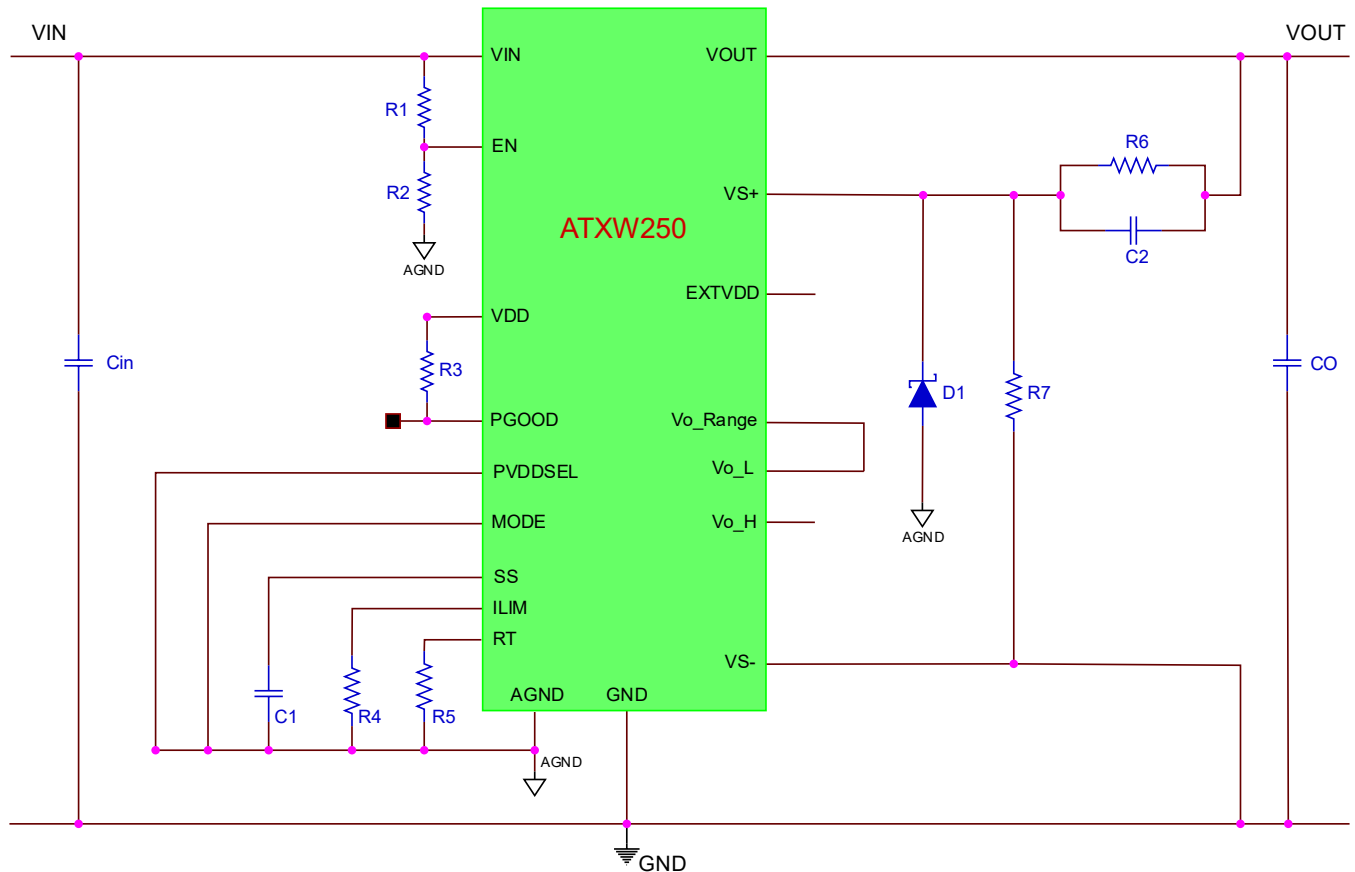 VIN
VOUT
VIN
VOUT
R1
EN
R2
AGND
R6
C2
VS+
ATXW250
EXTVDD
VDD
R3
PGOOD
Cin
CO
D1
R7
Vo_Range
Vo_L
Vo_H
AGND
PVDDSEL
MODE
SS
ILIM
RT
VS-
AGND
GND
C1
R4
R5
AGND
GND